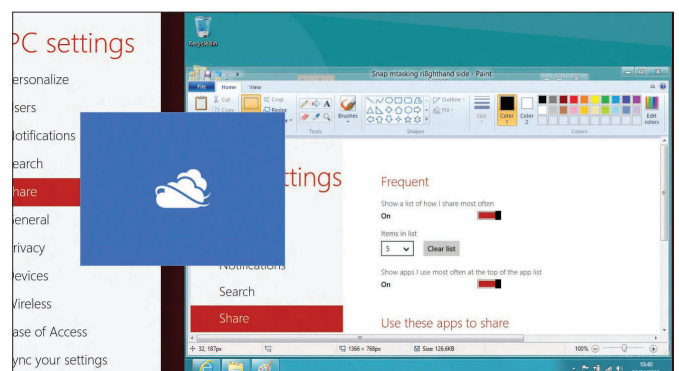 PC settings
ersonalize
sers
otifications
earch
hare
eneral
rivacy
evices
ireless
ase of Access
ync your settings
Recycle Bin
Snap mtasking ri8ghthand side - Paint
File
Home
View
Cut
Copy
Crop
Resize
Brushes
Outline
Fill
Size
Color 1
Color 2
Edit colors
Tools
Shapes
Colors
ttings
Notifications
Search
Share
Frequent
Show a list of how I share most often
On
Items in list
5
Clear list
Show apps I use most often at the top of the app list
On
Use these apps to share
+ 32, 187px
1366 × 768px
Size: 126.6KB
100%
10:40